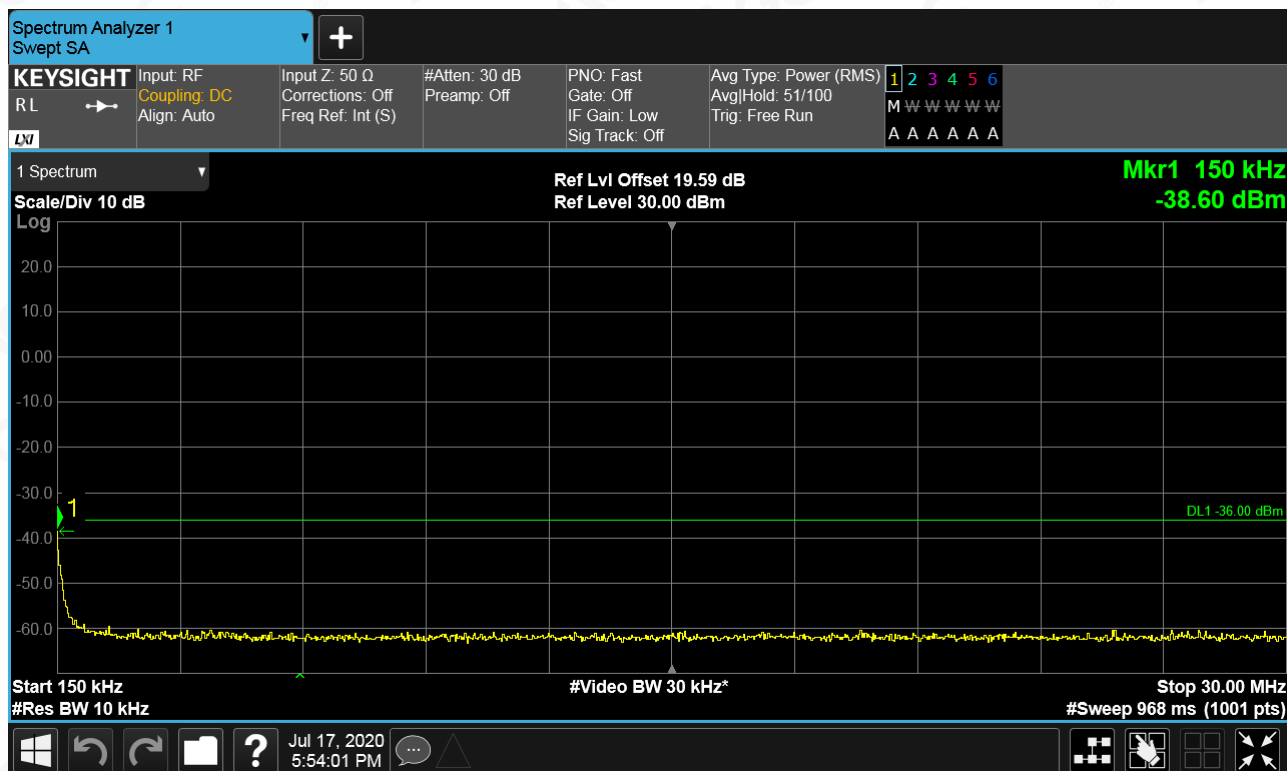 Spectrum Analyzer 1
Swept SA
+
KEYSIGHT
R L
LXI
Input: RF
Coupling: DC
Align: Auto
Input Z: 50 Ω
Corrections: Off
Freq Ref: Int (S)
#Atten: 30 dB
Preamp: Off
PNO: Fast
Gate: Off
IF Gain: Low
Sig Track: Off
Avg Type: Power (RMS)
Avg|Hold: 51/100
Trig: Free Run
1 2 3 4 5 6
M W W W W W
A A A A A A
1 Spectrum
Scale/Div 10 dB
Ref Lvl Offset 19.59 dB
Ref Level 30.00 dBm
Mkr1 150 kHz
-38.60 dBm
Log
20.0
10.0
0.00
-10.0
-20.0
-30.0
1
DL1 -36.00 dBm
-40.0
-50.0
-60.0
Start 150 kHz
#Video BW 30 kHz*
Stop 30.00 MHz
#Res BW 10 kHz
#Sweep 968 ms (1001 pts)
?
Jul 17, 2020
5:54:01 PM